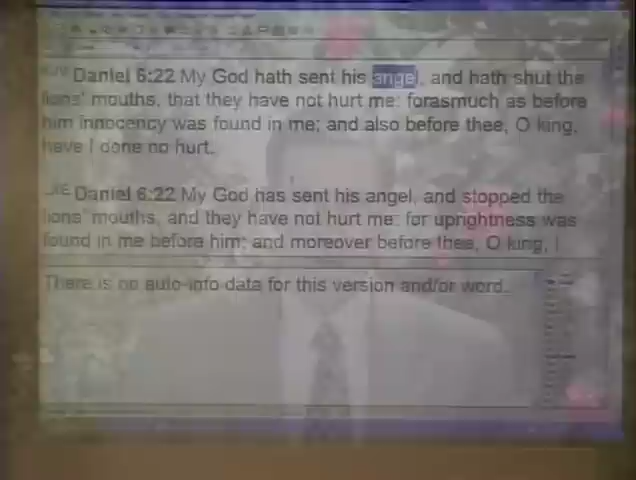 Daniel 6:22 My God hath sent his angel, and hath shut the
lions' mouths, that they have not hurt me: forasmuch as before
him innocency was found in me; and also before thee, O king,
have I done no hurt.
Daniel 6:22 My God has sent his angel, and stopped the
lions' mouths, and they have not hurt me: for uprightness was
found in me before him; and moreover before thee, O king, I
There is no auto-info data for this version and/or word.